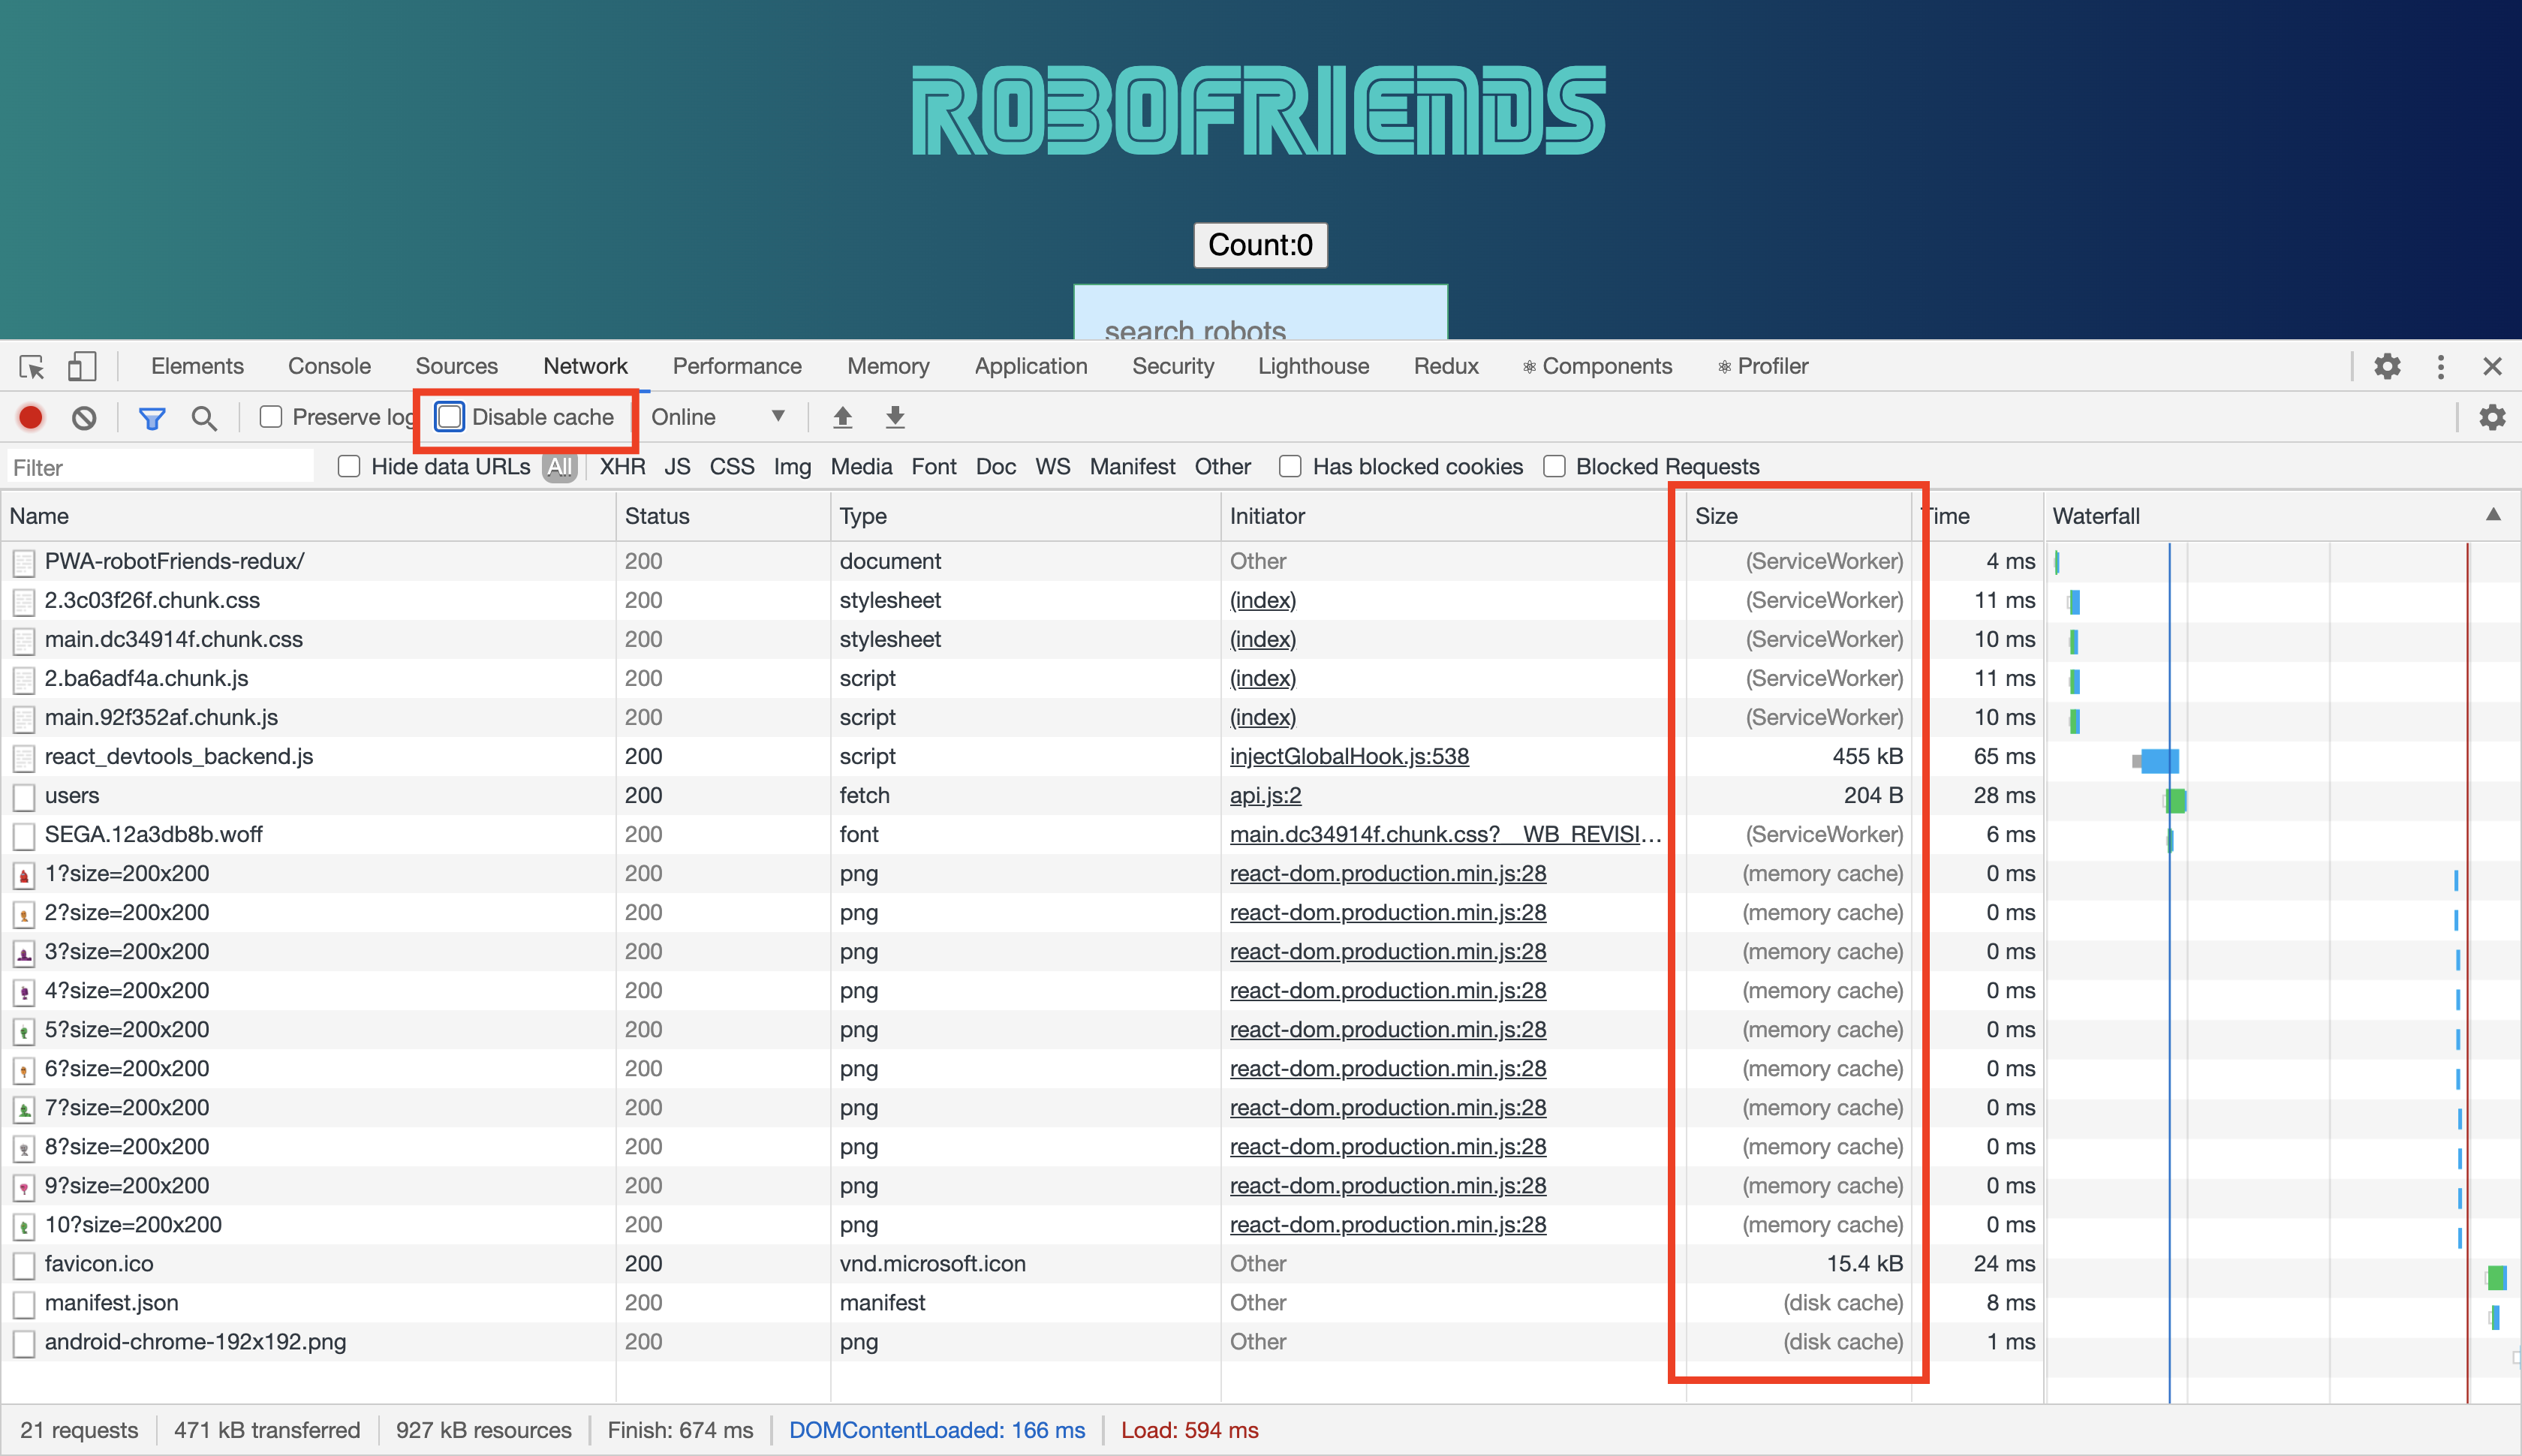 ROBOFRIENDS
Count:0
search robots
Elements Console Sources Network Performance Memory Application Security Lighthouse Redux ⚛ Components ⚛ Profiler
Preserve log Disable cache Online
Filter Hide data URLs All XHR JS CSS Img Media Font Doc WS Manifest Other Has blocked cookies Blocked Requests
Name Status Type Initiator Size Time Waterfall
PWA-robotFriends-redux/ 200 document Other (ServiceWorker) 4 ms
2.3c03f26f.chunk.css 200 stylesheet (index) (ServiceWorker) 11 ms
main.dc34914f.chunk.css 200 stylesheet (index) (ServiceWorker) 10 ms
2.ba6adf4a.chunk.js 200 script (index) (ServiceWorker) 11 ms
main.92f352af.chunk.js 200 script (index) (ServiceWorker) 10 ms
react_devtools_backend.js 200 script injectGlobalHook.js:538 455 kB 65 ms
users 200 fetch api.js:2 204 B 28 ms
SEGA.12a3db8b.woff 200 font main.dc34914f.chunk.css?__WB_REVISI… (ServiceWorker) 6 ms
1?size=200x200 200 png react-dom.production.min.js:28 (memory cache) 0 ms
2?size=200x200 200 png react-dom.production.min.js:28 (memory cache) 0 ms
3?size=200x200 200 png react-dom.production.min.js:28 (memory cache) 0 ms
4?size=200x200 200 png react-dom.production.min.js:28 (memory cache) 0 ms
5?size=200x200 200 png react-dom.production.min.js:28 (memory cache) 0 ms
6?size=200x200 200 png react-dom.production.min.js:28 (memory cache) 0 ms
7?size=200x200 200 png react-dom.production.min.js:28 (memory cache) 0 ms
8?size=200x200 200 png react-dom.production.min.js:28 (memory cache) 0 ms
9?size=200x200 200 png react-dom.production.min.js:28 (memory cache) 0 ms
10?size=200x200 200 png react-dom.production.min.js:28 (memory cache) 0 ms
favicon.ico 200 vnd.microsoft.icon Other 15.4 kB 24 ms
manifest.json 200 manifest Other (disk cache) 8 ms
android-chrome-192x192.png 200 png Other (disk cache) 1 ms
21 requests 471 kB transferred 927 kB resources Finish: 674 ms DOMContentLoaded: 166 ms Load: 594 ms